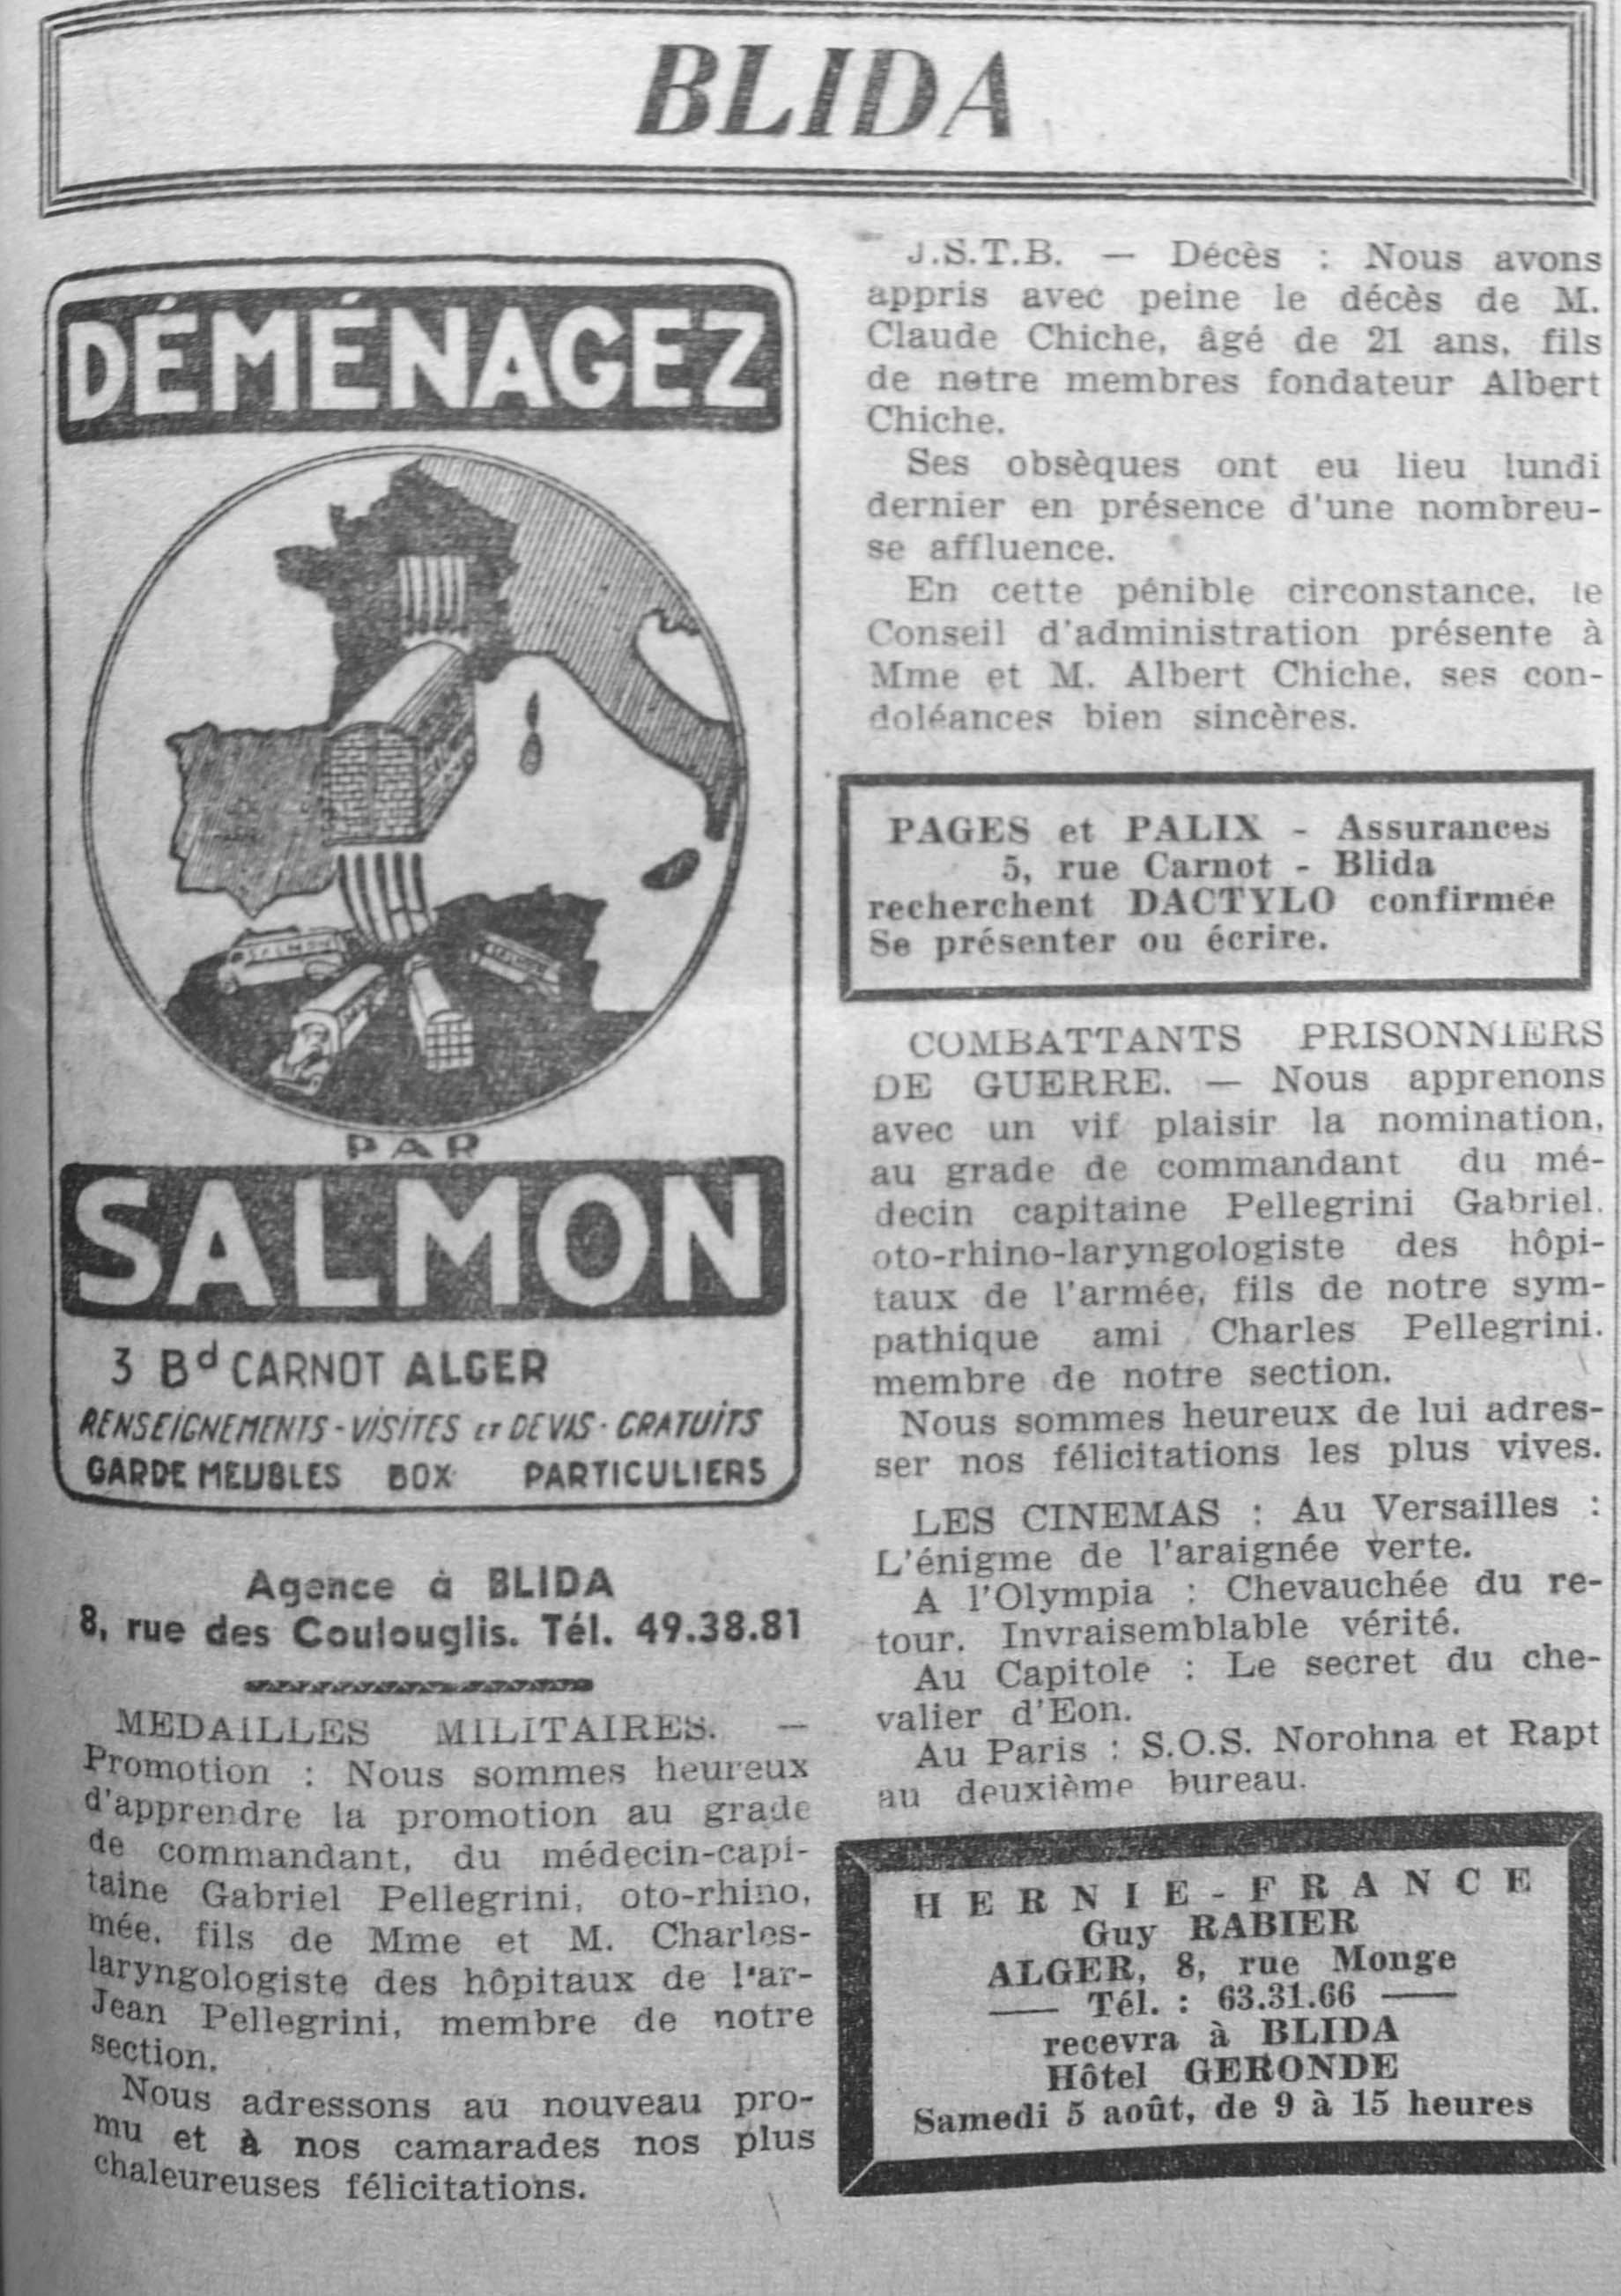 BLIDA
DÉMÉNAGEZ
PAR
SALMON
3 Bd CARNOT ALGER
RENSEIGNEMENTS - VISITES ET DEVIS - GRATUITS
GARDE MEUBLES BOX PARTICULIERS
Agence à BLIDA
8, rue des Coulouglis. Tél. 49.38.81
MEDAILLES MILITAIRES. —
Promotion : Nous sommes heureux
d'apprendre la promotion au grade
de commandant, du médecin-capi-
taine Gabriel Pellegrini, oto-rhino,
mée, fils de Mme et M. Charles-
laryngologiste des hôpitaux de l'ar-
Jean Pellegrini, membre de notre
section.
Nous adressons au nouveau pro-
mu et à nos camarades nos plus
chaleureuses félicitations.
J.S.T.B. — Décès : Nous avons
appris avec peine le décès de M.
Claude Chiche, âgé de 21 ans, fils
de notre membres fondateur Albert
Chiche.
Ses obsèques ont eu lieu lundi
dernier en présence d'une nombreu-
se affluence.
En cette pénible circonstance, le
Conseil d'administration présente à
Mme et M. Albert Chiche, ses con-
doléances bien sincères.
PAGES et PALIX - Assurances
5, rue Carnot - Blida
recherchent DACTYLO confirmée
Se présenter ou écrire.
COMBATTANTS PRISONNIERS
DE GUERRE. — Nous apprenons
avec un vif plaisir la nomination,
au grade de commandant du mé-
decin capitaine Pellegrini Gabriel,
oto-rhino-laryngologiste des hôpi-
taux de l'armée, fils de notre sym-
pathique ami Charles Pellegrini,
membre de notre section.
Nous sommes heureux de lui adres-
ser nos félicitations les plus vives.
LES CINEMAS : Au Versailles :
L'énigme de l'araignée verte.
A l'Olympia : Chevauchée du re-
tour. Invraisemblable vérité.
Au Capitole : Le secret du che-
valier d'Eon.
Au Paris : S.O.S. Norohna et Rapt
au deuxième bureau.
HERNIE-FRANCE
Guy RABIER
ALGER, 8, rue Monge
— Tél. : 63.31.66 —
recevra à BLIDA
Hôtel GERONDE
Samedi 5 août, de 9 à 15 heures